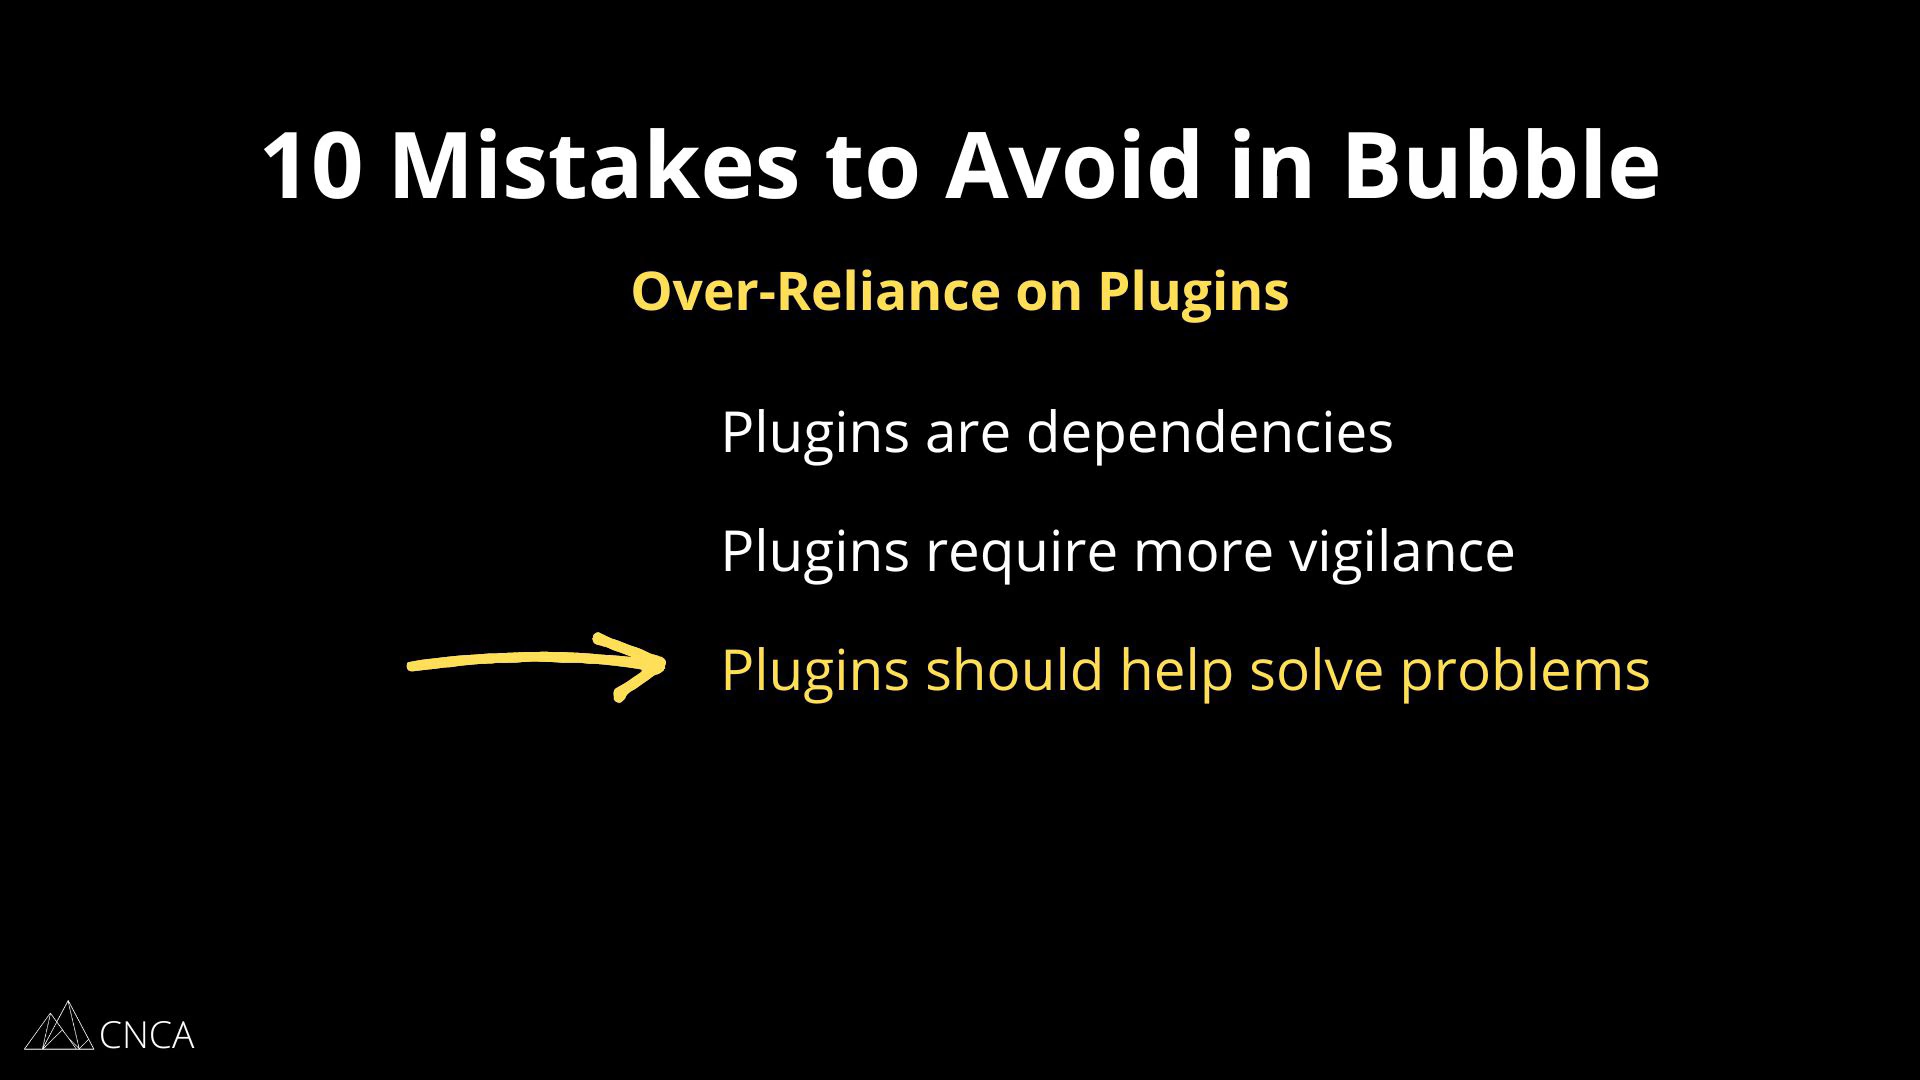 10 Mistakes to Avoid in Bubble
Over-Reliance on Plugins
Plugins are dependencies
Plugins require more vigilance
Plugins should help solve problems
CNCA